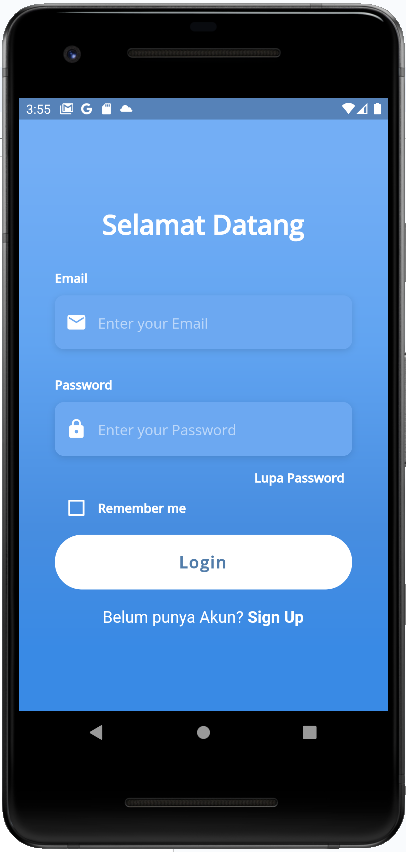 3:55
Selamat Datang
Email
Enter your Email
Password
Enter your Password
Lupa Password
Remember me
Login
Belum punya Akun? Sign Up